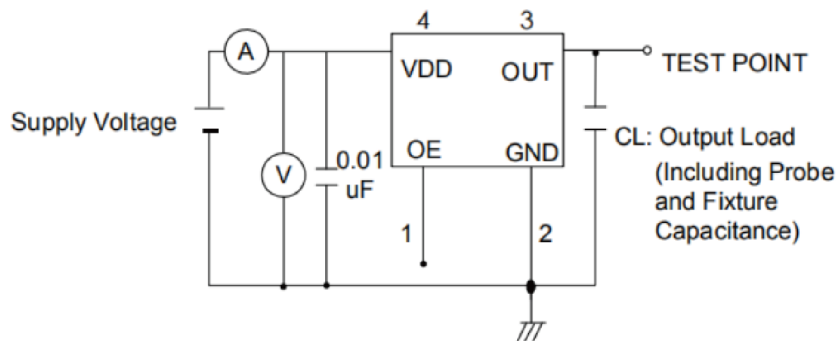 4 3
A
VDD OUT
TEST POINT
Supply Voltage
V
0.01
uF
OE GND
CL: Output Load
(Including Probe
and Fixture
Capacitance)
1 2